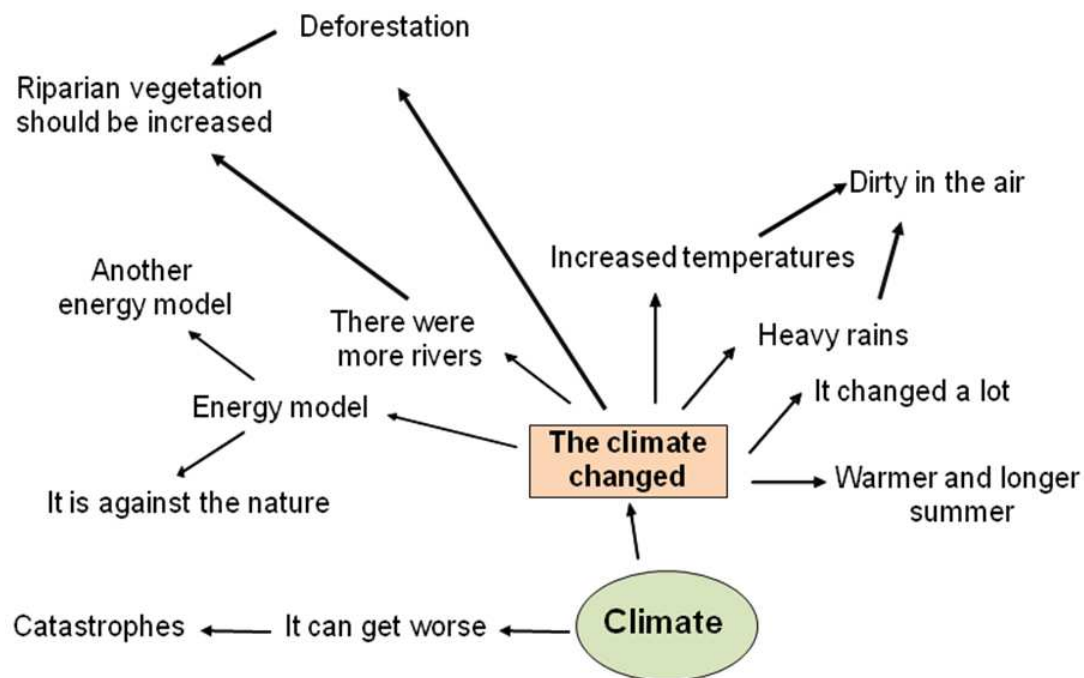 Deforestation
Riparian vegetation
should be increased
Dirty in the air
Increased temperatures
Another
energy model
There were
more rivers
Heavy rains
It changed a lot
Energy model
The climate
changed
Warmer and longer
summer
It is against the nature
Climate
It can get worse
Catastrophes